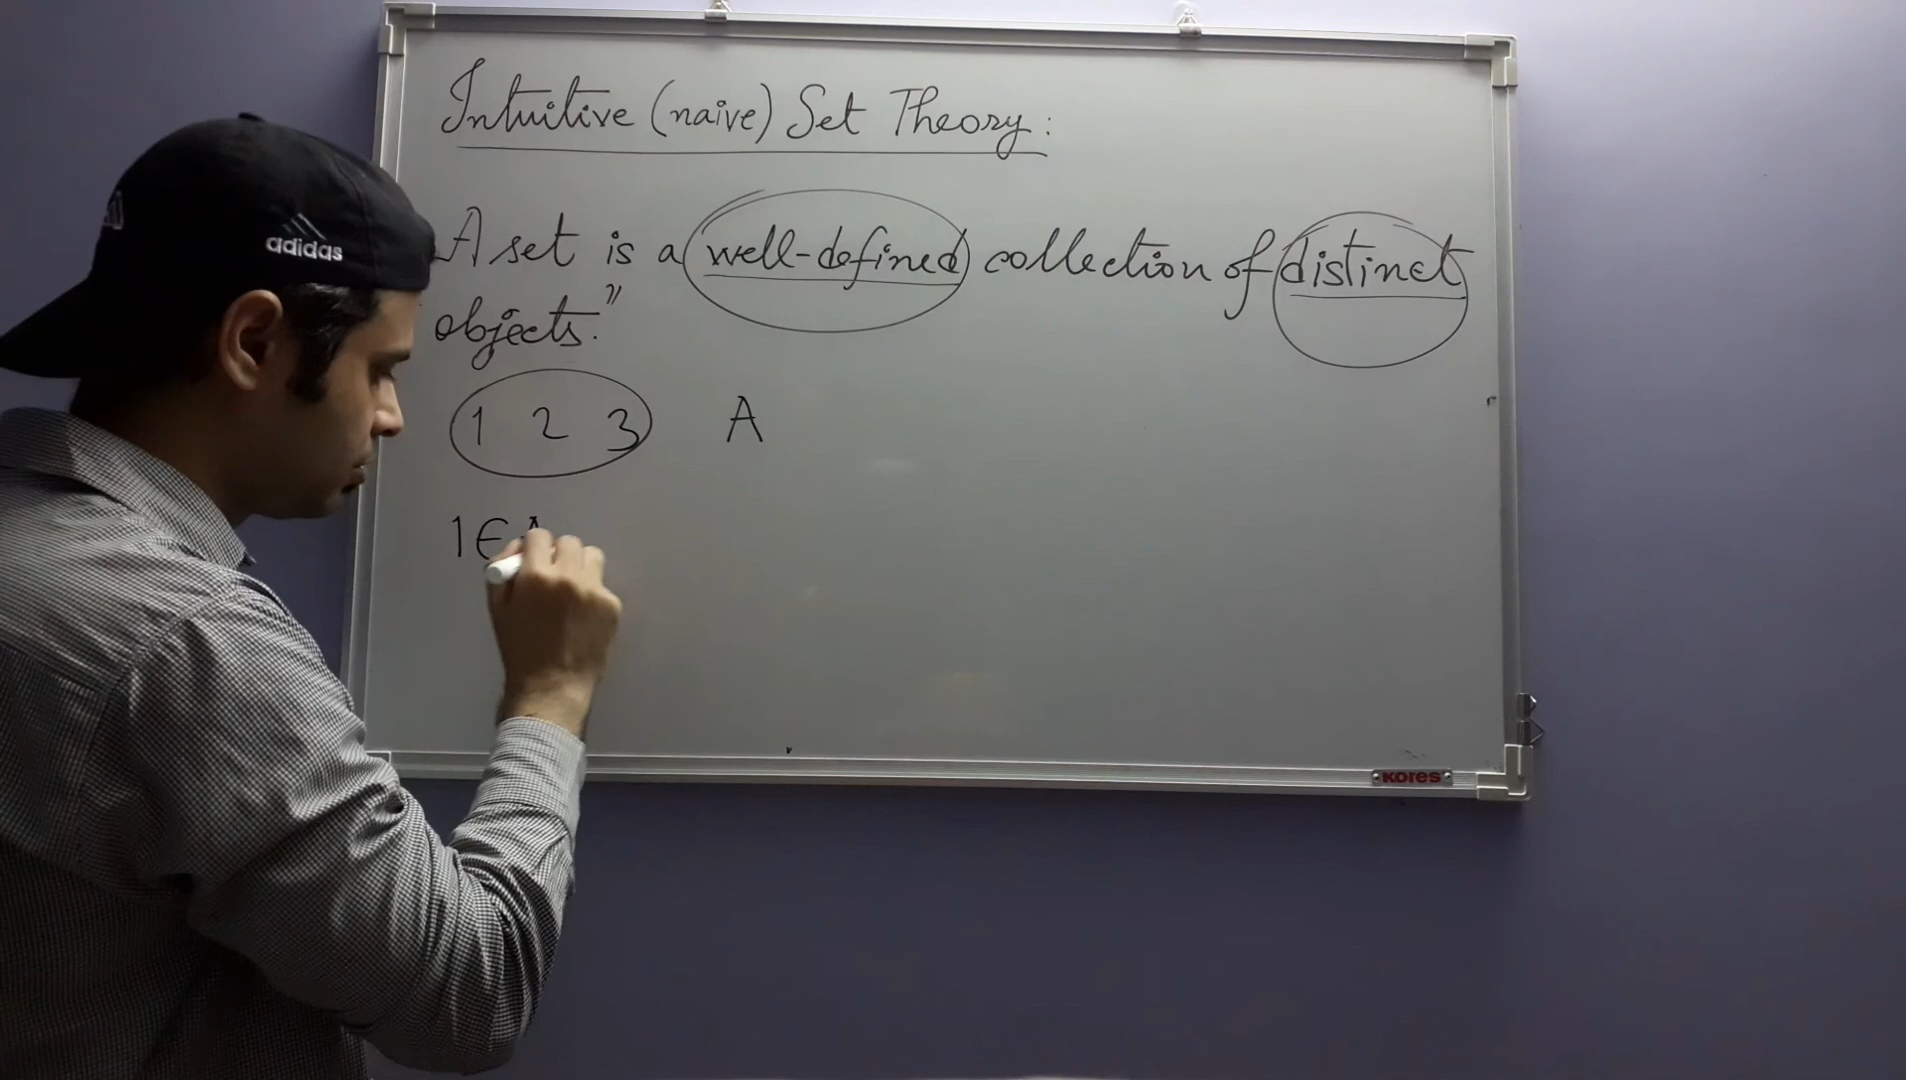 Intuitive (naive) Set Theory:
A set is a well-defined collection of distinct
objects."
1 2 3 A
1 ∈ A
adidas
KORES